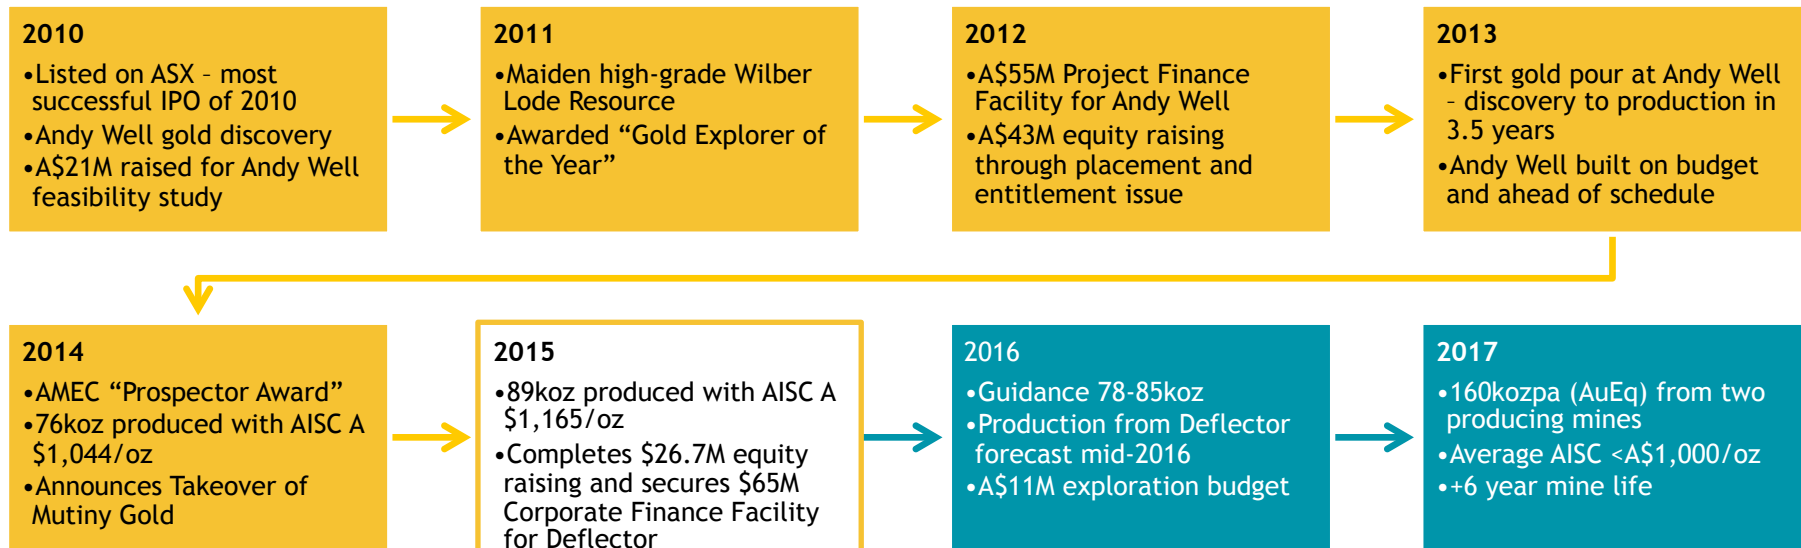 2010
•Listed on ASX – most
successful IPO of 2010
•Andy Well gold discovery
•A$21M raised for Andy Well
feasibility study
2011
•Maiden high-grade Wilber
Lode Resource
•Awarded “Gold Explorer of
the Year”
2012
•A$55M Project Finance
Facility for Andy Well
•A$43M equity raising
through placement and
entitlement issue
2013
•First gold pour at Andy Well
– discovery to production in
3.5 years
•Andy Well built on budget
and ahead of schedule
2014
•AMEC “Prospector Award”
•76koz produced with AISC A
$1,044/oz
•Announces Takeover of
Mutiny Gold
2015
•89koz produced with AISC A
$1,165/oz
•Completes $26.7M equity
raising and secures $65M
Corporate Finance Facility
for Deflector
2016
•Guidance 78-85koz
•Production from Deflector
forecast mid-2016
•A$11M exploration budget
2017
•160kozpa (AuEq) from two
producing mines
•Average AISC <A$1,000/oz
•+6 year mine life